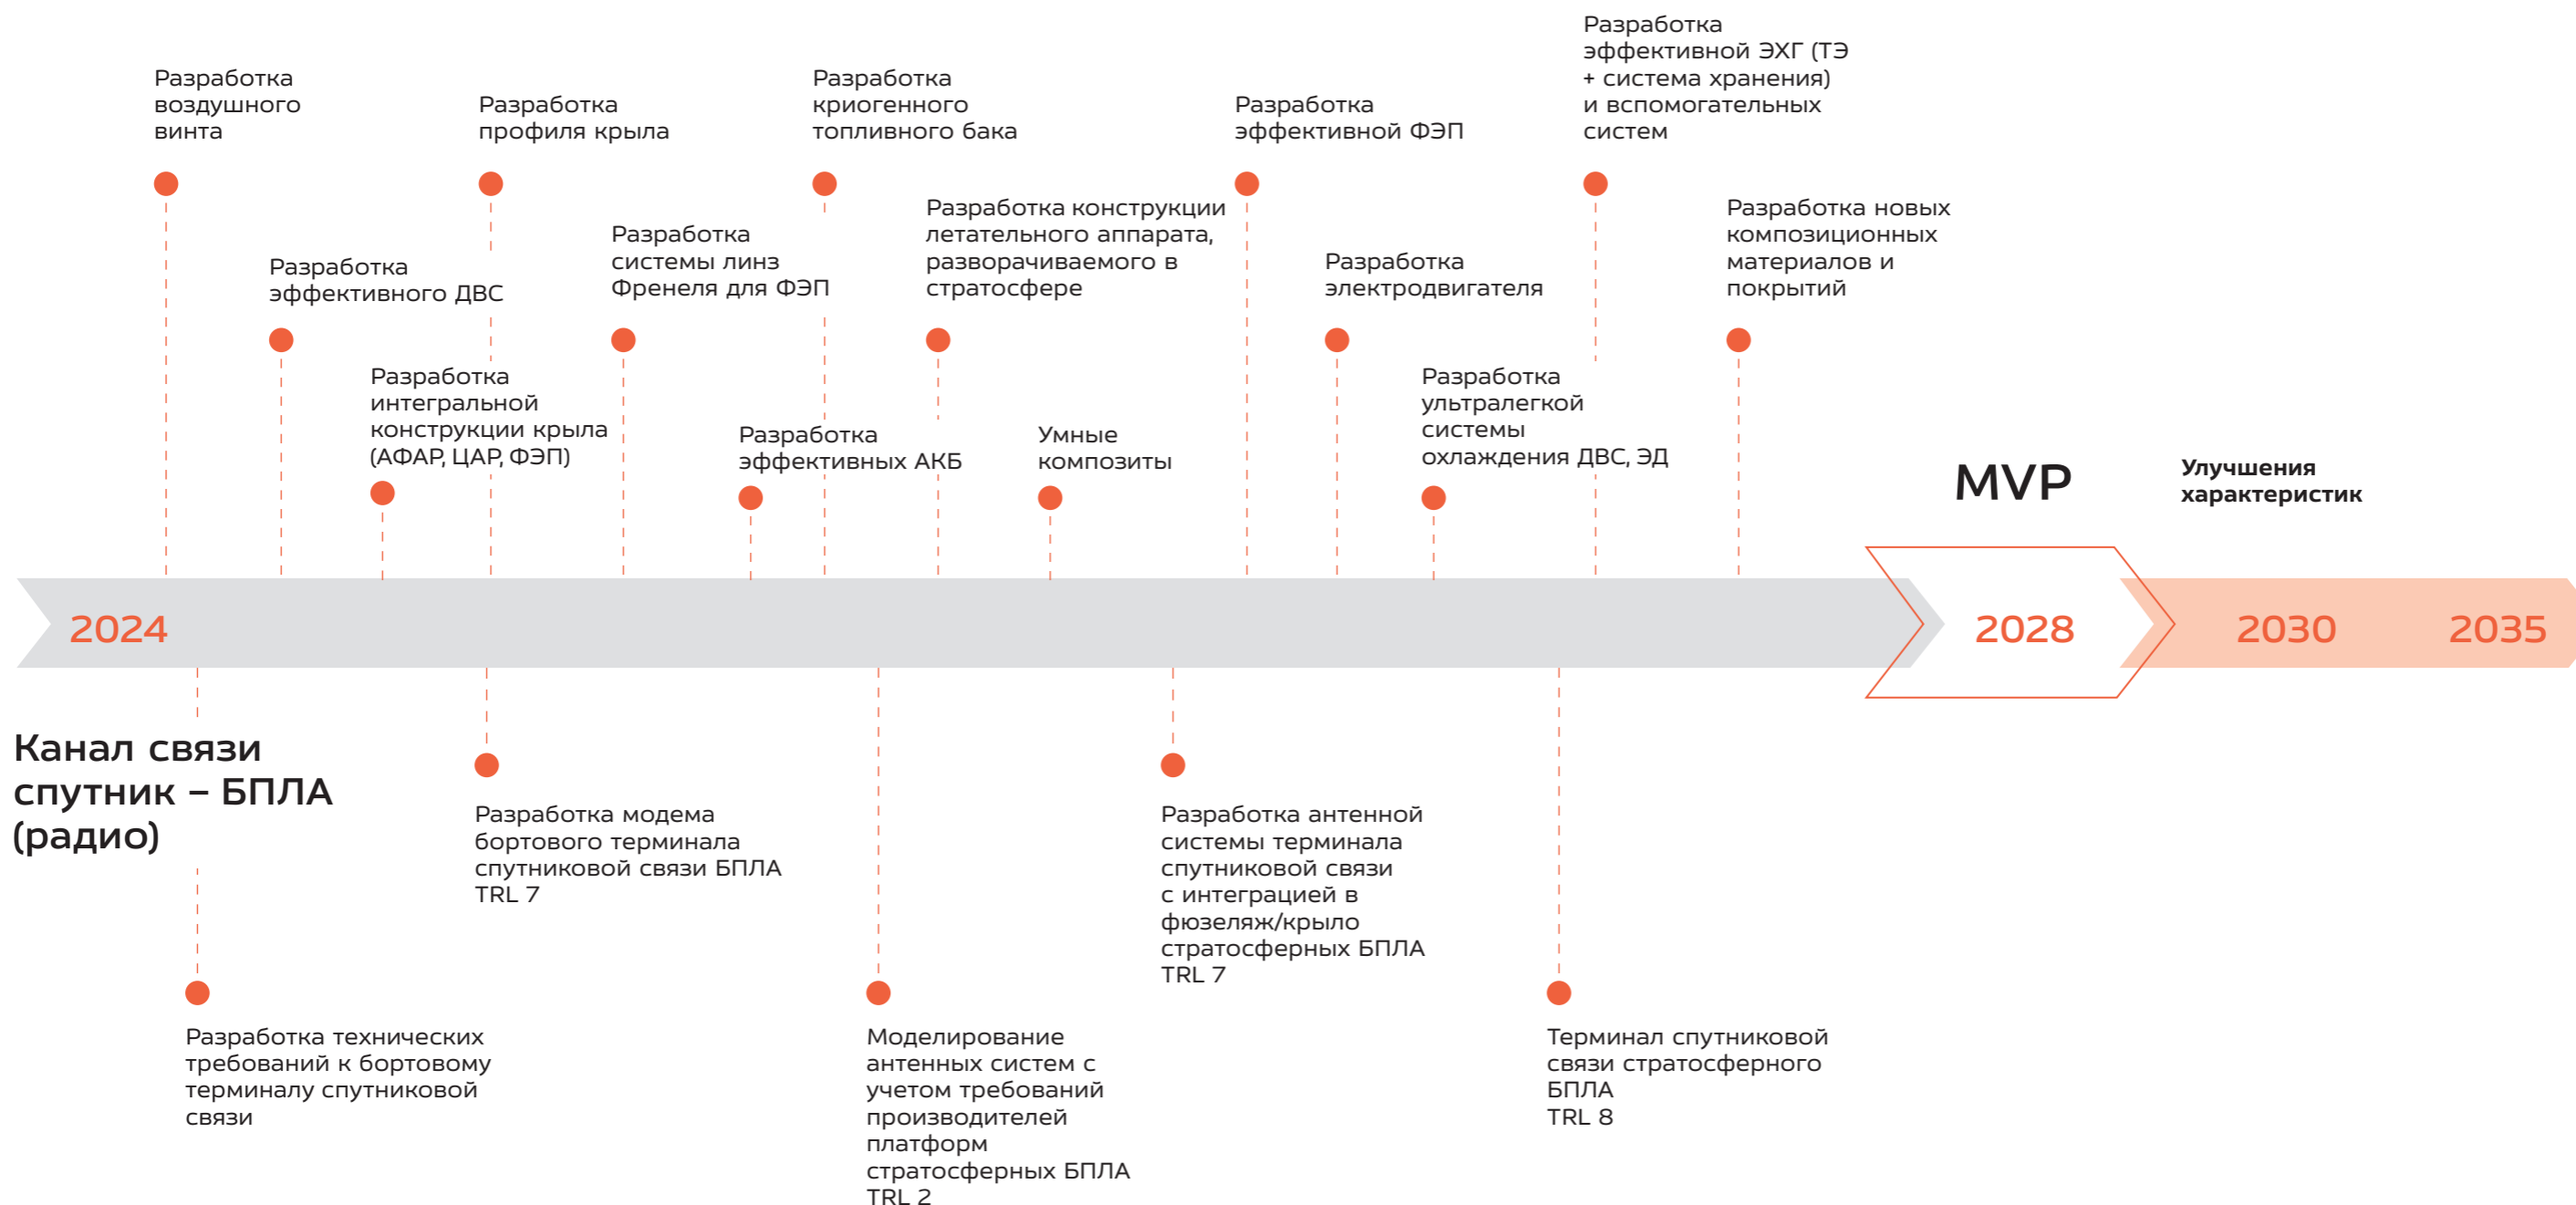 Разработка
воздушного
винта
Разработка
эффективного ДВС
Разработка
интегральной
конструкции крыла
(АФАР, ЦАР, ФЭП)
Разработка
профиля крыла
Разработка
системы линз
Френеля для ФЭП
Разработка
эффективных АКБ
Разработка
криогенного
топливного бака
Разработка конструкции
летательного аппарата,
разворачиваемого в
стратосфере
Умные
композиты
Разработка
эффективной ФЭП
Разработка
электродвигателя
Разработка
ультралегкой
системы
охлаждения ДВС, ЭД
Разработка
эффективной ЭХГ (ТЭ
+ система хранения)
и вспомогательных
систем
Разработка новых
композиционных
материалов и
покрытий
MVP
Улучшения
характеристик
2024
2028
2030
2035
Канал связи
спутник – БПЛА
(радио)
Разработка технических
требований к бортовому
терминалу спутниковой
связи
Разработка модема
бортового терминала
спутниковой связи БПЛА
TRL 7
Моделирование
антенных систем с
учетом требований
производителей
платформ
стратосферных БПЛА
TRL 2
Разработка антенной
системы терминала
спутниковой связи
с интеграцией в
фюзеляж/крыло
стратосферных БПЛА
TRL 7
Терминал спутниковой
связи стратосферного
БПЛА
TRL 8